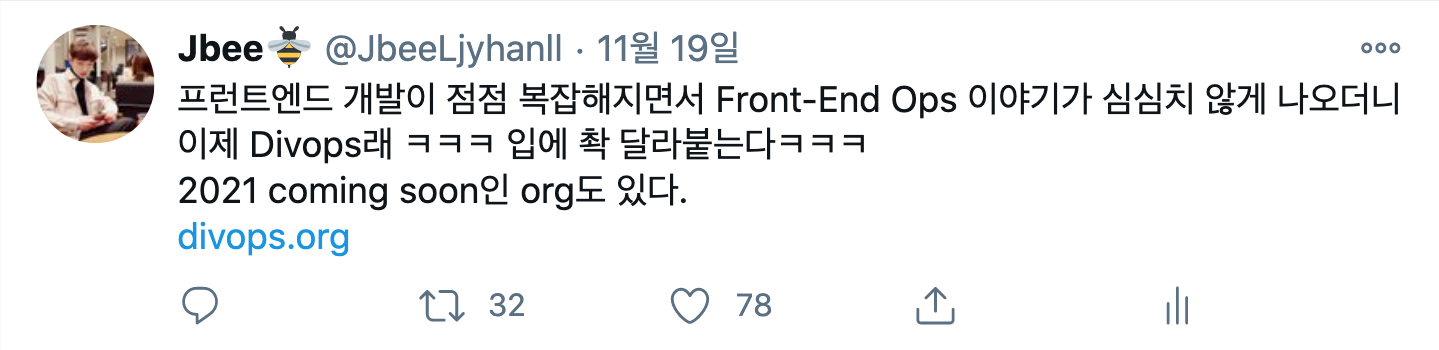 Jbee🐝 @JbeeLjyhanll · 11월 19일
프런트엔드 개발이 점점 복잡해지면서 Front-End Ops 이야기가 심심치 않게 나오더니
이제 Divops래 ㅋㅋㅋ 입에 촥 달라붙는다ㅋㅋㅋ
2021 coming soon인 org도 있다.
divops.org
32 78